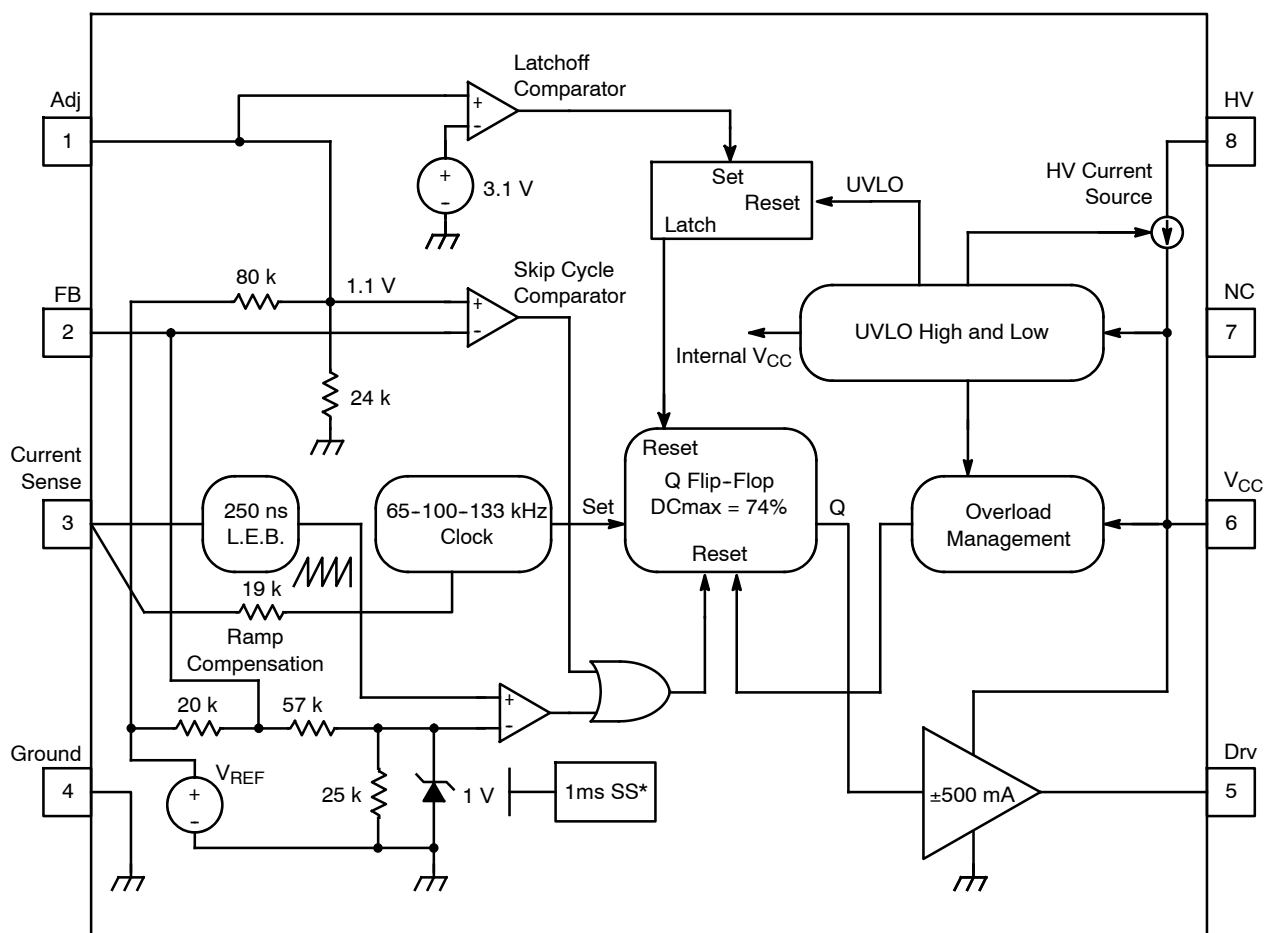 Adj
1
Latchoff
Comparator
+
-
+
-
3.1 V
Set
Reset
Latch
UVLO
HV Current
Source
HV
8
FB
2
80 k
1.1 V
+
-
Skip Cycle
Comparator
24 k
UVLO High and Low
Internal VCC
NC
7
Current
Sense
3
250 ns
L.E.B.
65-100-133 kHz
Clock
Set
Reset
Q Flip-Flop
DCmax = 74%
Reset
Q
Overload
Management
VCC
6
19 k
Ramp
Compensation
20 k
57 k
+
-
Ground
4
VREF
+
-
25 k
1 V
1ms SS*
±500 mA
Drv
5